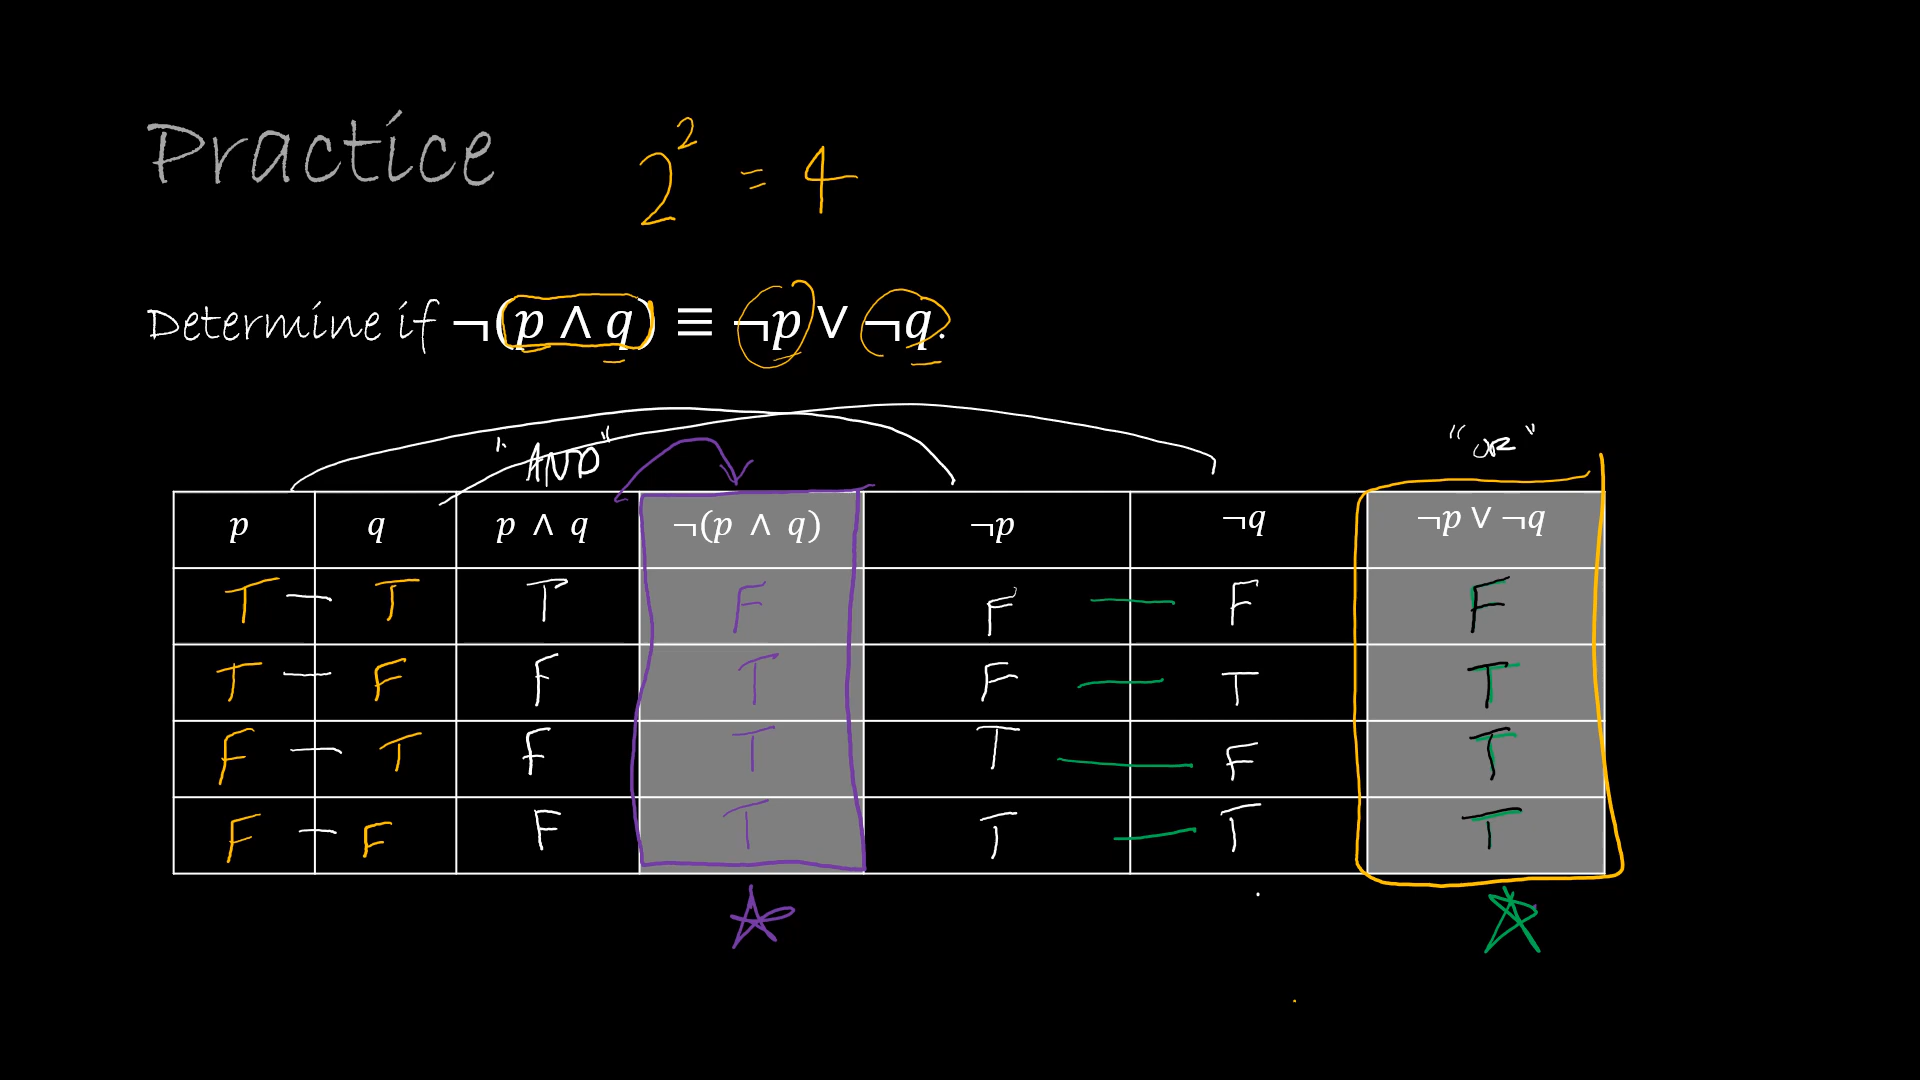 Practice 2² = 4
Determine if ¬(p ∧ q) ≡ ¬p ∨ ¬q.
"AND" "OR"
p q p ∧ q ¬(p ∧ q) ¬p ¬q ¬p ∨ ¬q
T T T F F F F
T F F T F T T
F T F T T F T
F F F T T T T